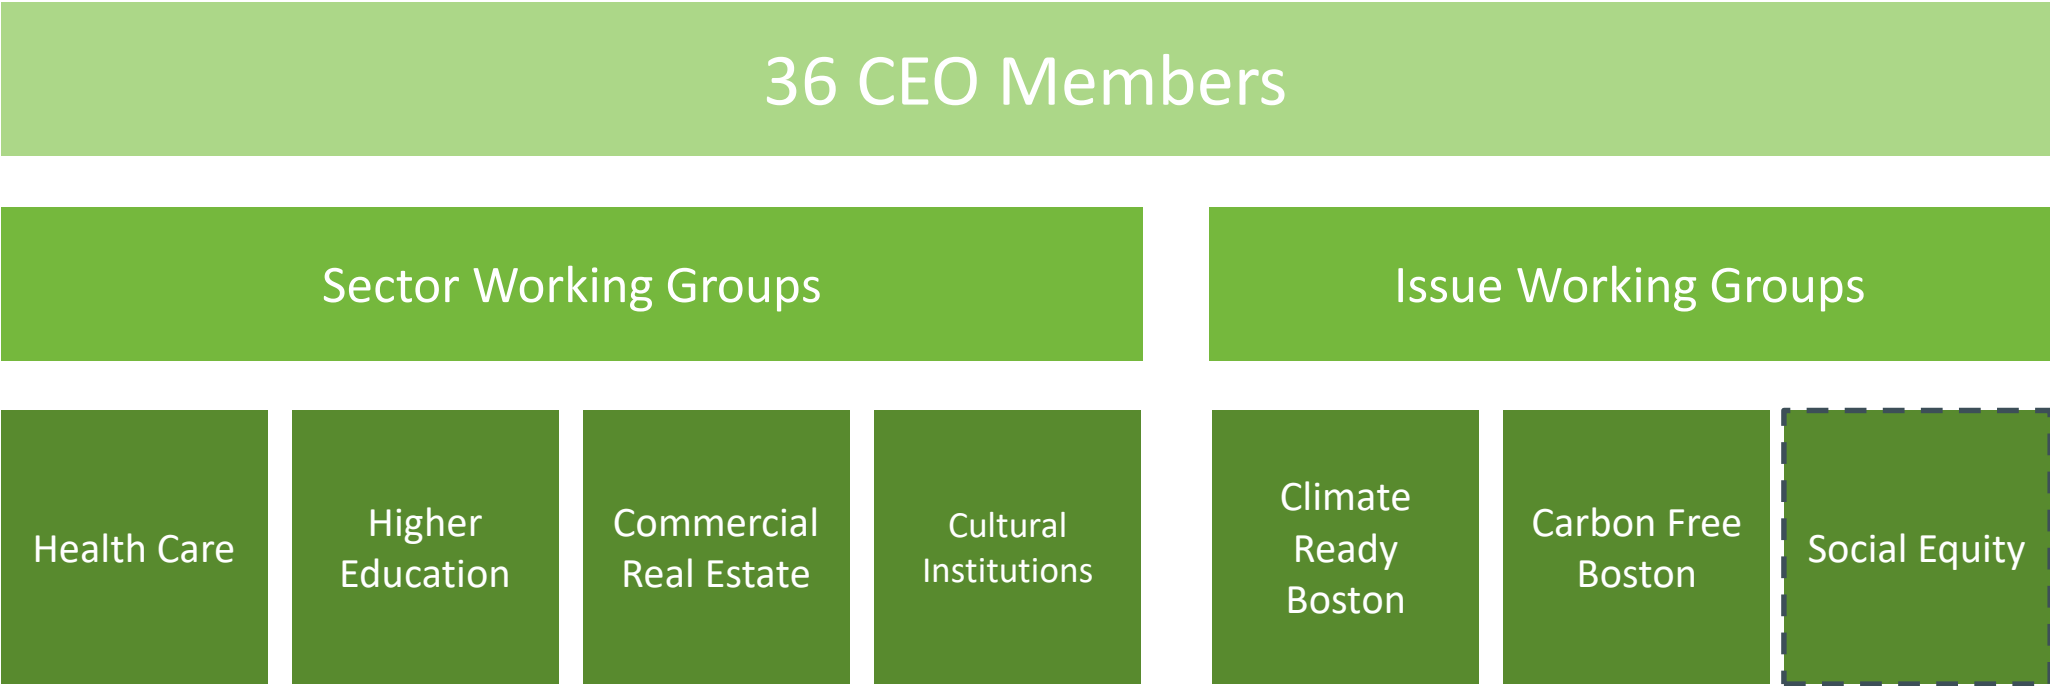 36 CEO Members
Sector Working Groups
Issue Working Groups
Health Care
Higher
Education
Commercial
Real Estate
Cultural
Institutions
Climate
Ready
Boston
Carbon Free
Boston
Social Equity